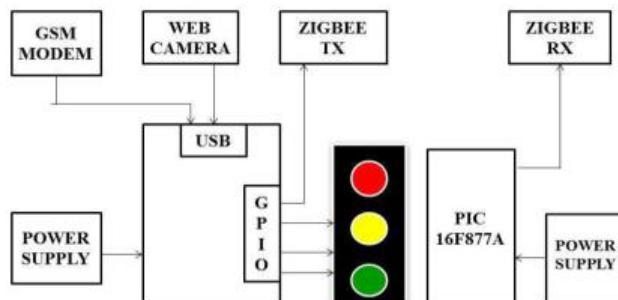 GSM
MODEM
WEB
CAMERA
ZIGBEE
TX
ZIGBEE
RX
USB
G
P
I
O
POWER
SUPPLY
PIC
16F877A
POWER
SUPPLY